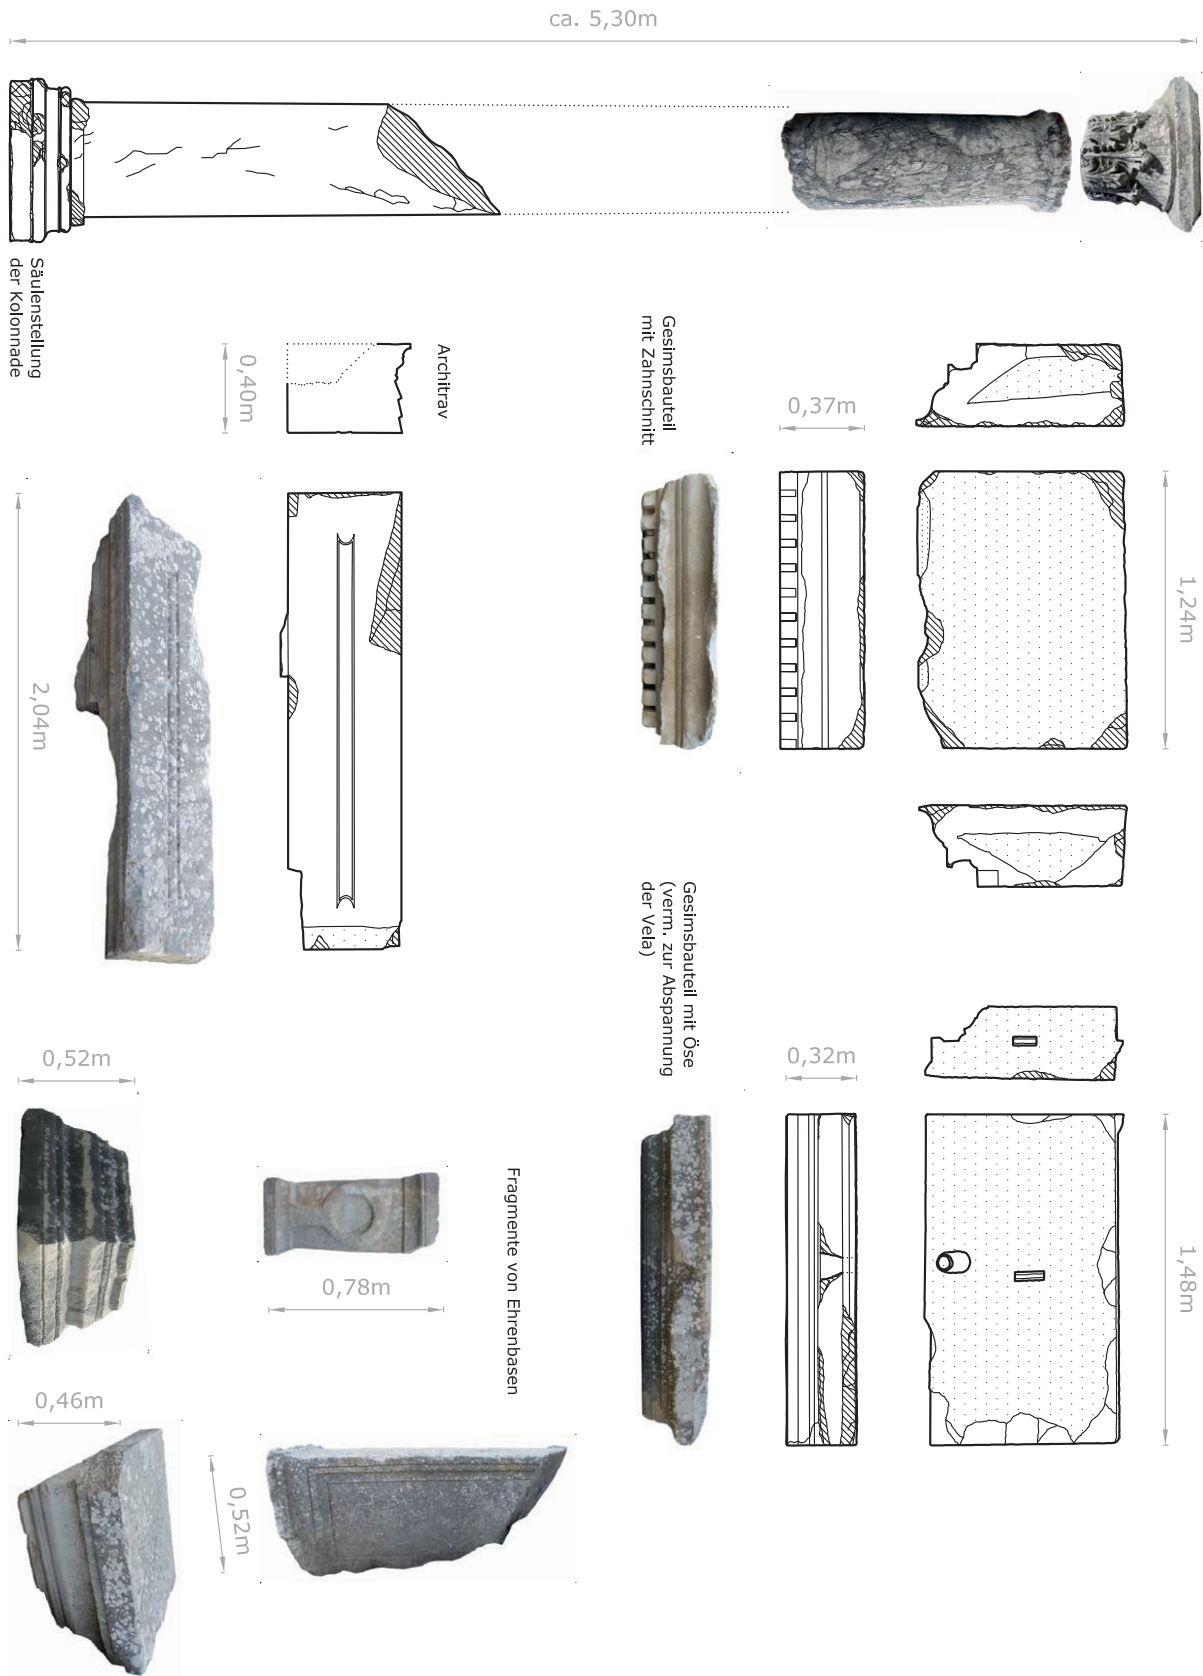 ca. 5,30m
Säulenstellung
der Kolonnade
Architrav
0,40m
2,04m
Gesimsbauteil
mit Zahnschnitt
0,37m
1,24m
Gesimsbauteil mit Öse
(verm. zur Abspannung
der Vela)
0,32m
1,48m
Fragmente von Ehrenbasen
0,52m
0,78m
0,46m
0,52m